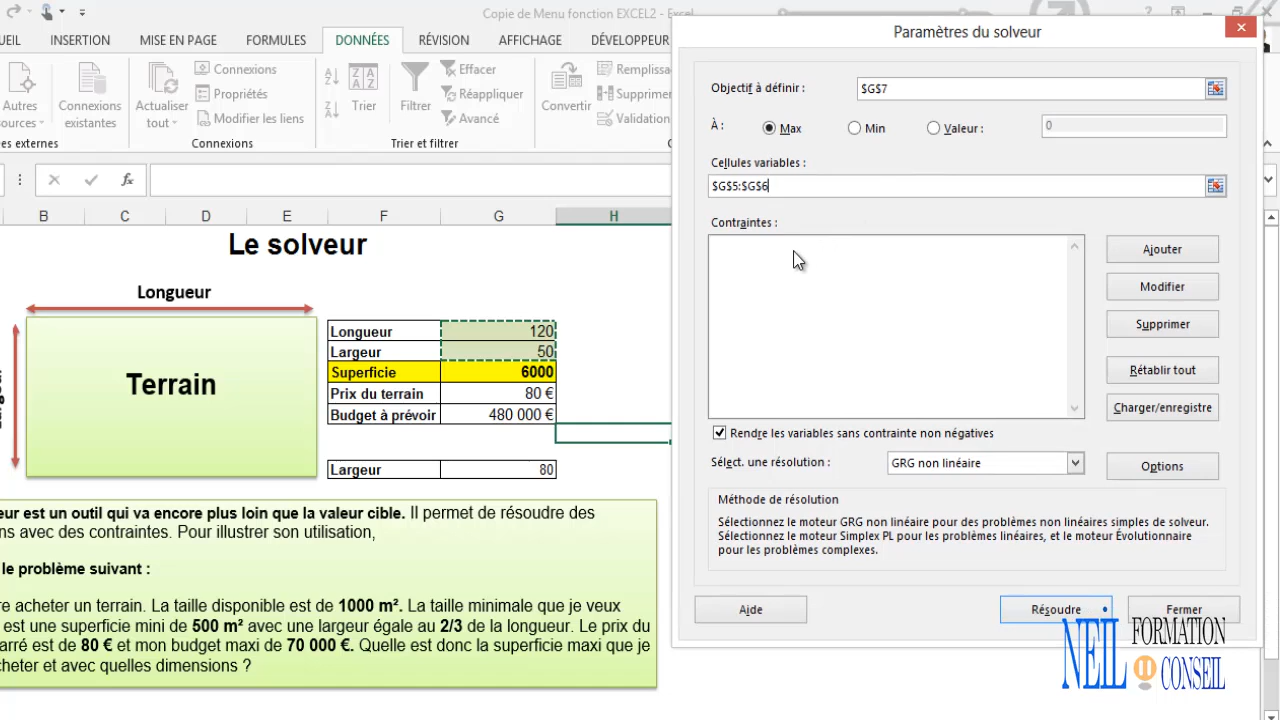 Copie de Menu fonction EXCEL2 - Excel
Paramètres du solveur
UEIL INSERTION MISE EN PAGE FORMULES DONNÉES RÉVISION AFFICHAGE DÉVELOPPEUR
Autres
ources
Connexions
existantes
Actualiser
tout
Connexions
Propriétés
Modifier les liens
Trier
Filtrer
Effacer
Réappliquer
Avancé
Convertir
Remplissa
Supprimer
Validation
es externes
Connexions
Trier et filtrer
fx
B C D E F G H
Le solveur
Longueur
Terrain
Longueur 120
Largeur 50
Superficie 6000
Prix du terrain 80 €
Budget à prévoir 480 000 €
Largeur 80
eur est un outil qui va encore plus loin que la valeur cible. Il permet de résoudre des
ns avec des contraintes. Pour illustrer son utilisation,
le problème suivant :
re acheter un terrain. La taille disponible est de 1000 m². La taille minimale que je veux
est une superficie mini de 500 m² avec une largeur égale au 2/3 de la longueur. Le prix du
arré est de 80 € et mon budget maxi de 70 000 €. Quelle est donc la superficie maxi que je
cheter et avec quelles dimensions ?
Objectif à définir : $G$7
À : Max Min Valeur : 0
Cellules variables :
$G$5:$G$6
Contraintes :
Ajouter
Modifier
Supprimer
Rétablir tout
Charger/enregistre
Rendre les variables sans contrainte non négatives
Sélect. une résolution : GRG non linéaire
Options
Méthode de résolution
Sélectionnez le moteur GRG non linéaire pour des problèmes non linéaires simples de solveur.
Sélectionnez le moteur Simplex PL pour les problèmes linéaires, et le moteur Évolutionnaire
pour les problèmes complexes.
Aide
Résoudre
Fermer
NEIL FORMATION
CONSEIL